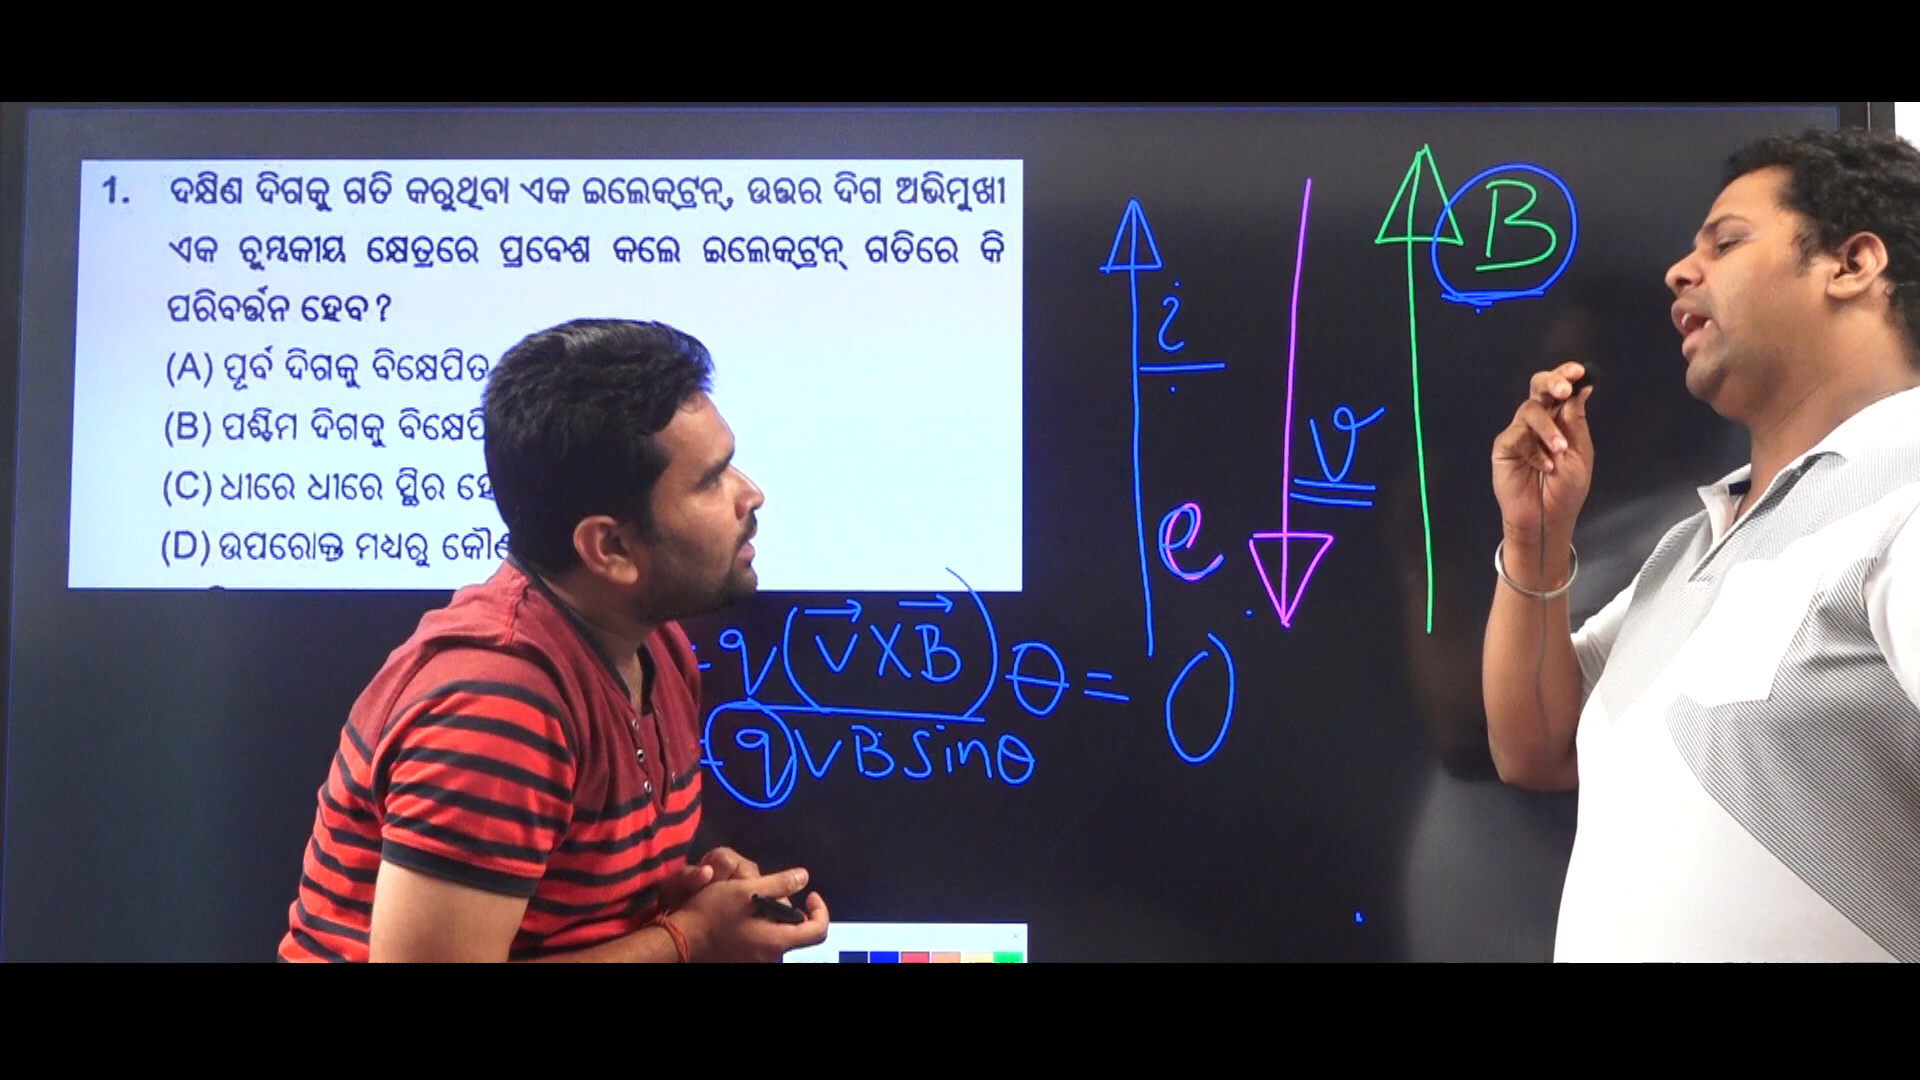 1. ଦକ୍ଷିଣ ଦିଗକୁ ଗତି କରୁଥିବା ଏକ ଇଲେକ୍ଟ୍ରନ୍, ଉତ୍ତର ଦିଗ ଅଭିମୁଖୀ
ଏକ ଚୁମ୍ବକୀୟ କ୍ଷେତ୍ରରେ ପ୍ରବେଶ କଲେ ଇଲେକ୍ଟ୍ରନ୍ ଗତିରେ କି
ପରିବର୍ତ୍ତନ ହେବ?
(A) ପୂର୍ବ ଦିଗକୁ ବିକ୍ଷେପିତ
(B) ପଶ୍ଚିମ ଦିଗକୁ
(C) ଧୀରେ ଧୀରେ ସ୍ଥିର
(D) ଉପରୋକ୍ତ ମଧ୍ୟରୁ
B
i
v
e
= q(v⃗ X B⃗) θ = 0
= qvBsinθ